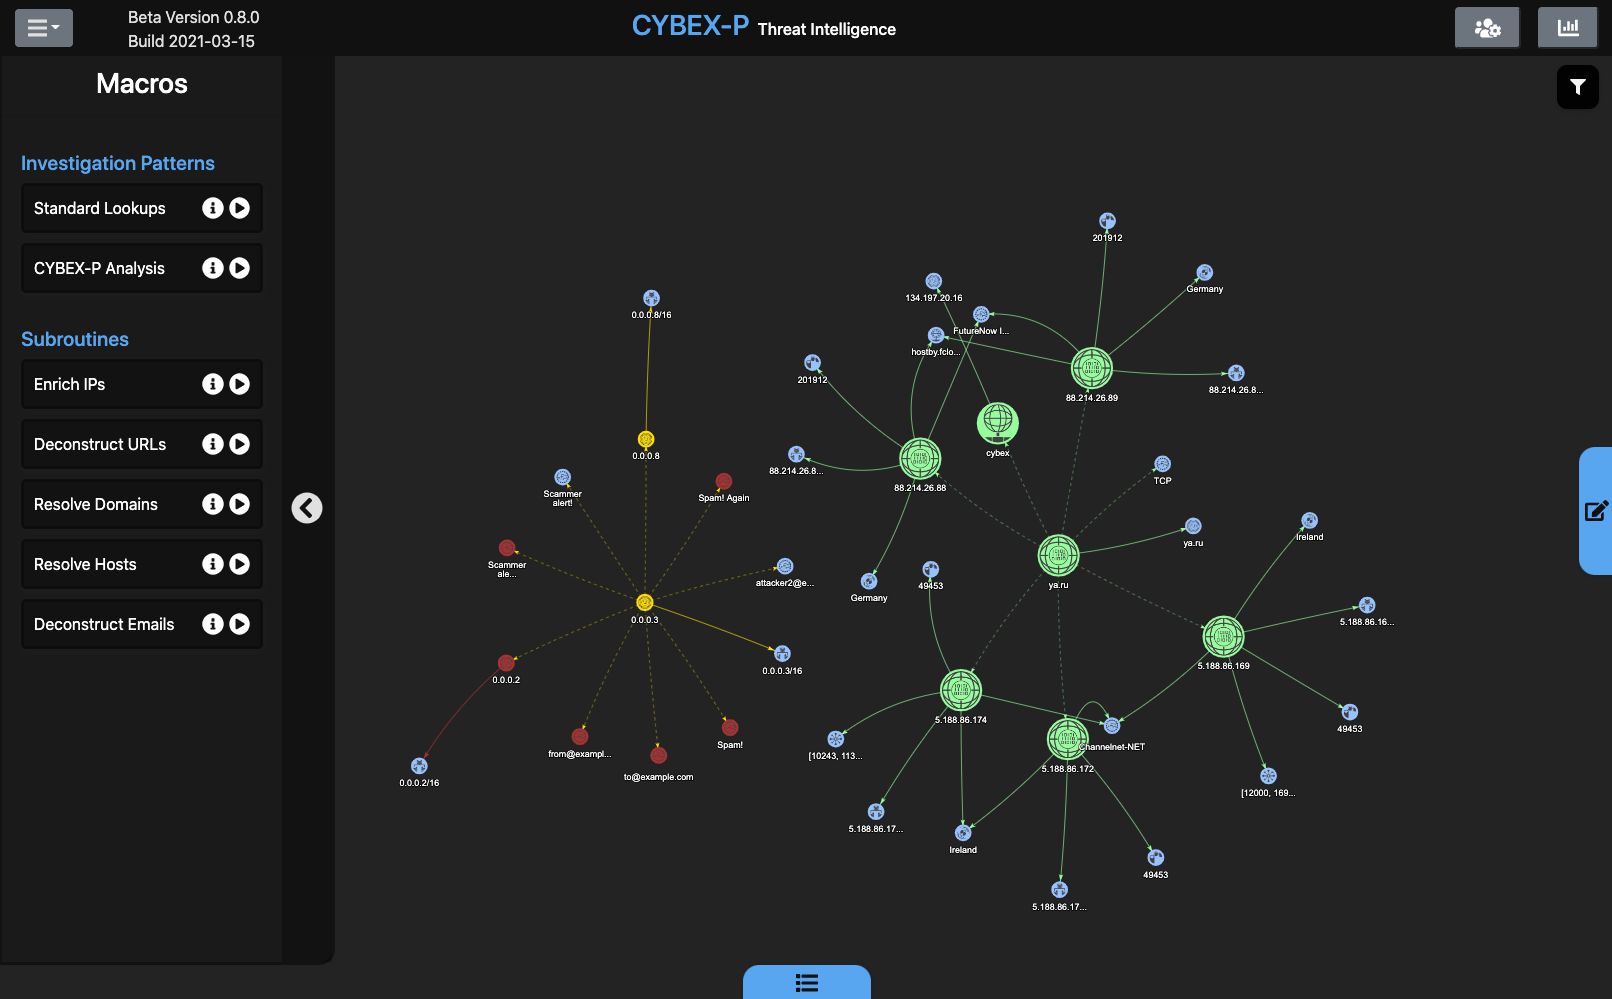 Beta Version 0.8.0
Build 2021-03-15
CYBEX-P Threat Intelligence
Macros
Investigation Patterns
Standard Lookups
CYBEX-P Analysis
Subroutines
Enrich IPs
Deconstruct URLs
Resolve Domains
Resolve Hosts
Deconstruct Emails
201912
Germany
134.197.20.16
0.0.0.8/16
FutureNow I...
hostby.fclo...
201912
88.214.26.8...
88.214.26.89
cybex
0.0.0.8
88.214.26.8...
TCP
88.214.26.88
Scammer
alert!
Spam! Again
Ireland
ya.ru
Scammer
ale...
attacker2@e...
49453
ya.ru
Germany
0.0.0.3
5.188.86.16...
5.188.86.169
0.0.0.3/16
0.0.0.2
5.188.86.174
49453
Spam!
Channelnet-NET
from@exampl...
[10243, 113...
5.188.86.172
to@example.com
0.0.0.2/16
[12000, 169...
5.188.86.17...
Ireland
49453
5.188.86.17...